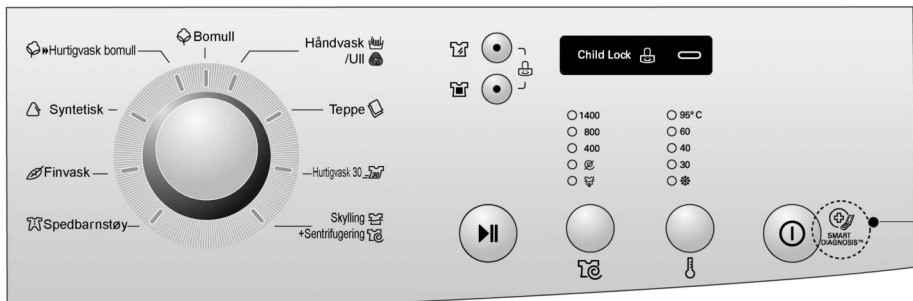 Bomull
Hurtigvask bomull
Håndvask
/Ull
Syntetisk
Teppe
Finvask
Hurtigvask 30
Spedbarnstøy
Skylling
+Sentrifugering
Child Lock
1400
800
400
95°C
60
40
30
SMART
DIAGNOSIS™